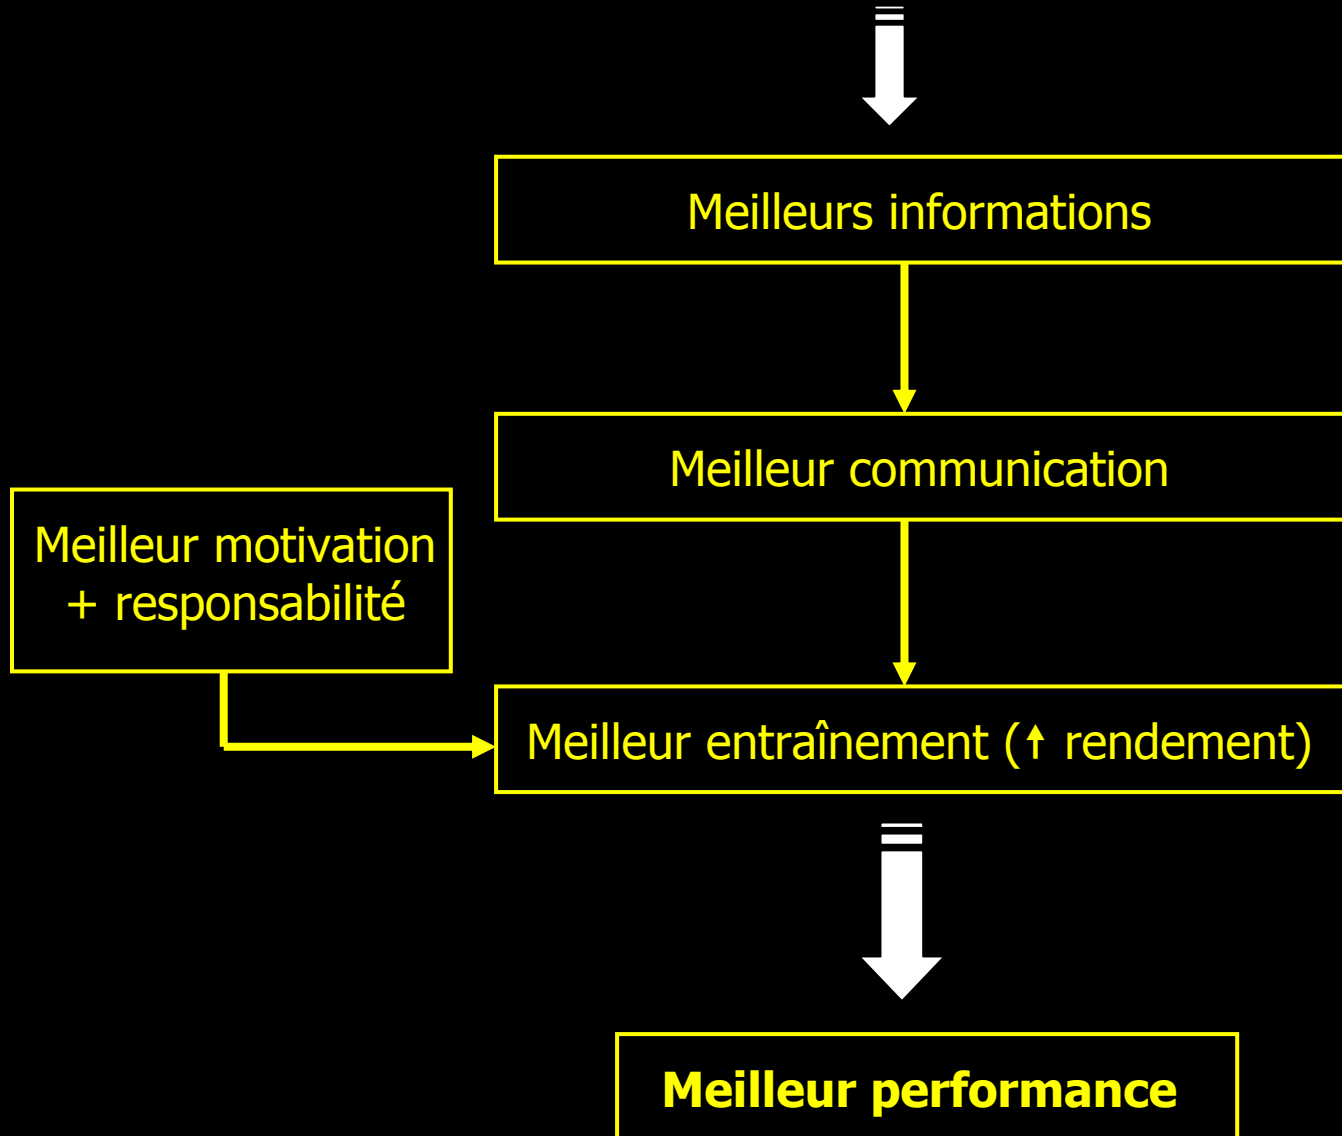 Meilleurs informations
Meilleur communication
Meilleur motivation
+ responsabilité
Meilleur entraînement (↑ rendement)
Meilleur performance